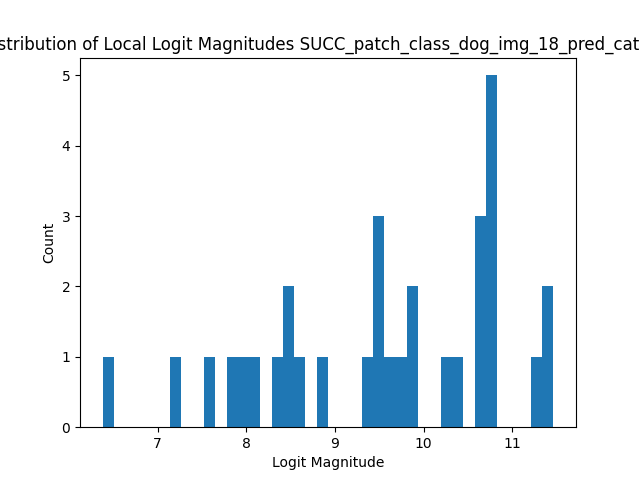 stribution of Local Logit Magnitudes SUCC_patch_class_dog_img_18_pred_cat
5
4
3
2
1
0
Count
7 8 9 10 11
Logit Magnitude